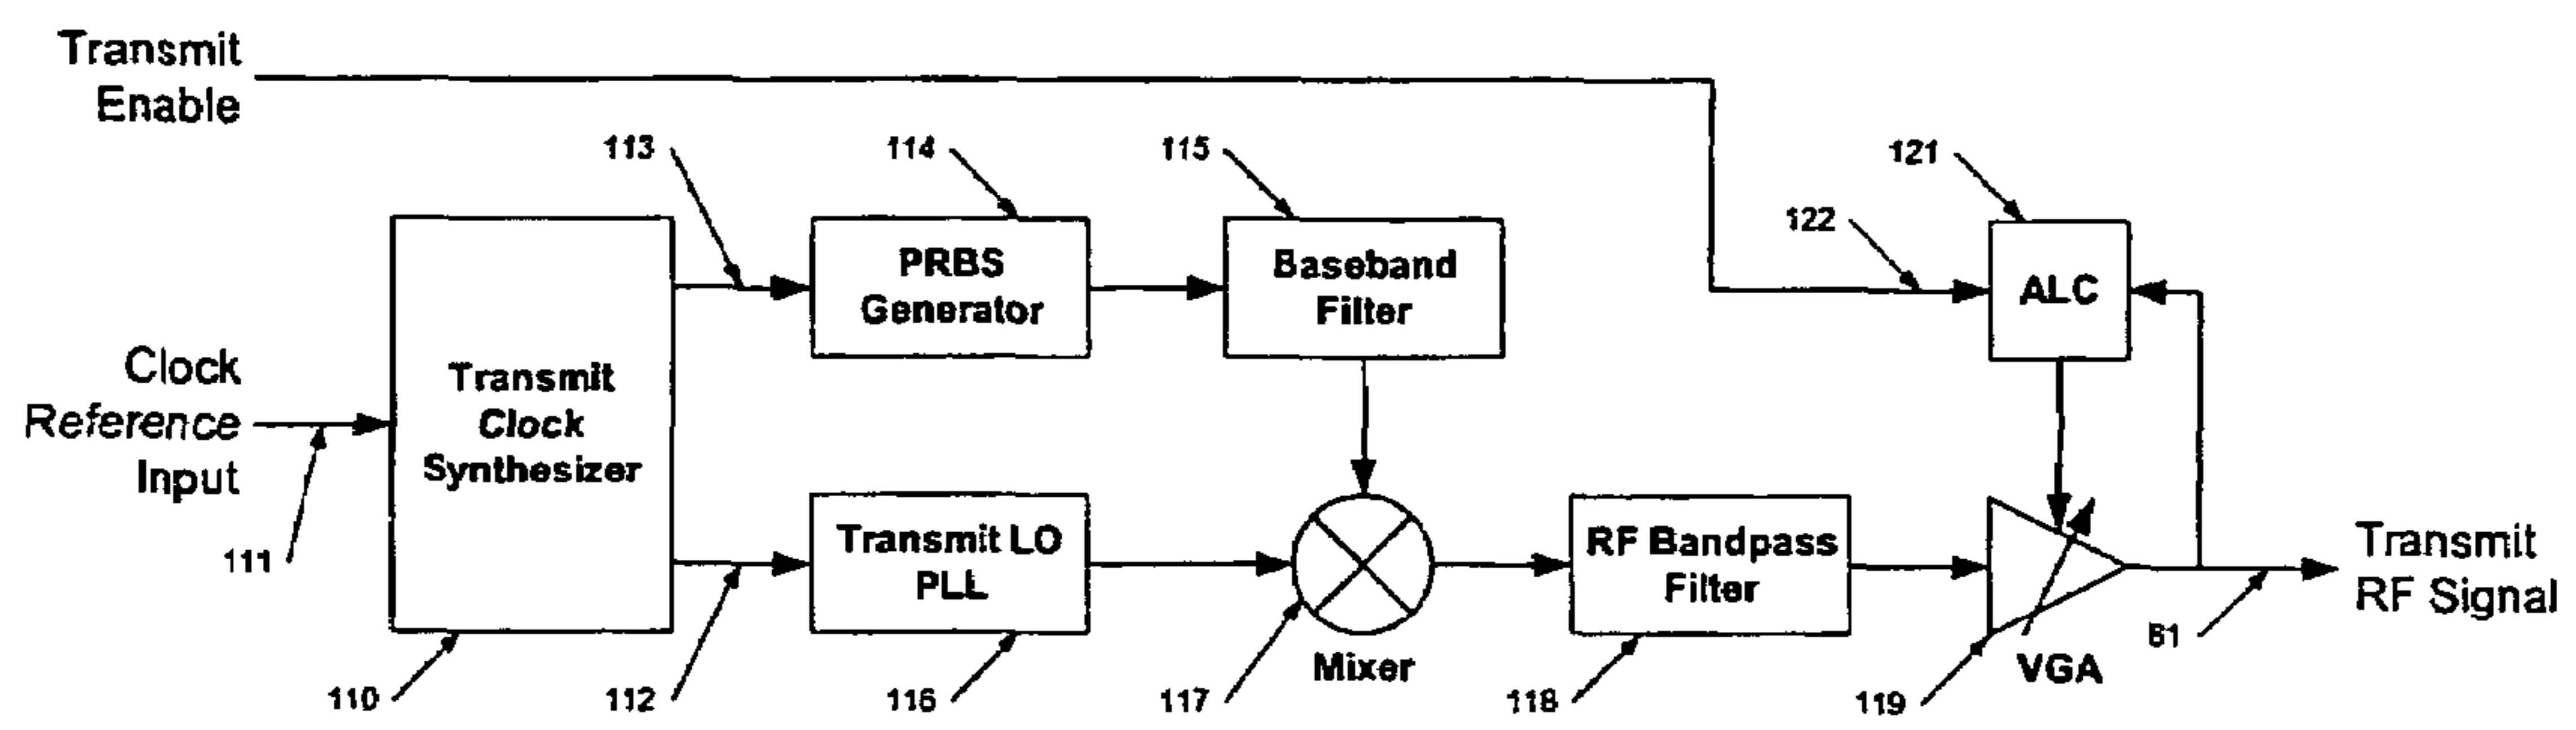 Transmit
Enable
113
114
115
121
122
PRBS
Generator
Baseband
Filter
ALC
Clock
Reference
Input
111
Transmit
Clock
Synthesizer
Transmit LO
PLL
RF Bandpass
Filter
Transmit
RF Signal
Mixer
VGA
61
110
112
116
117
118
119